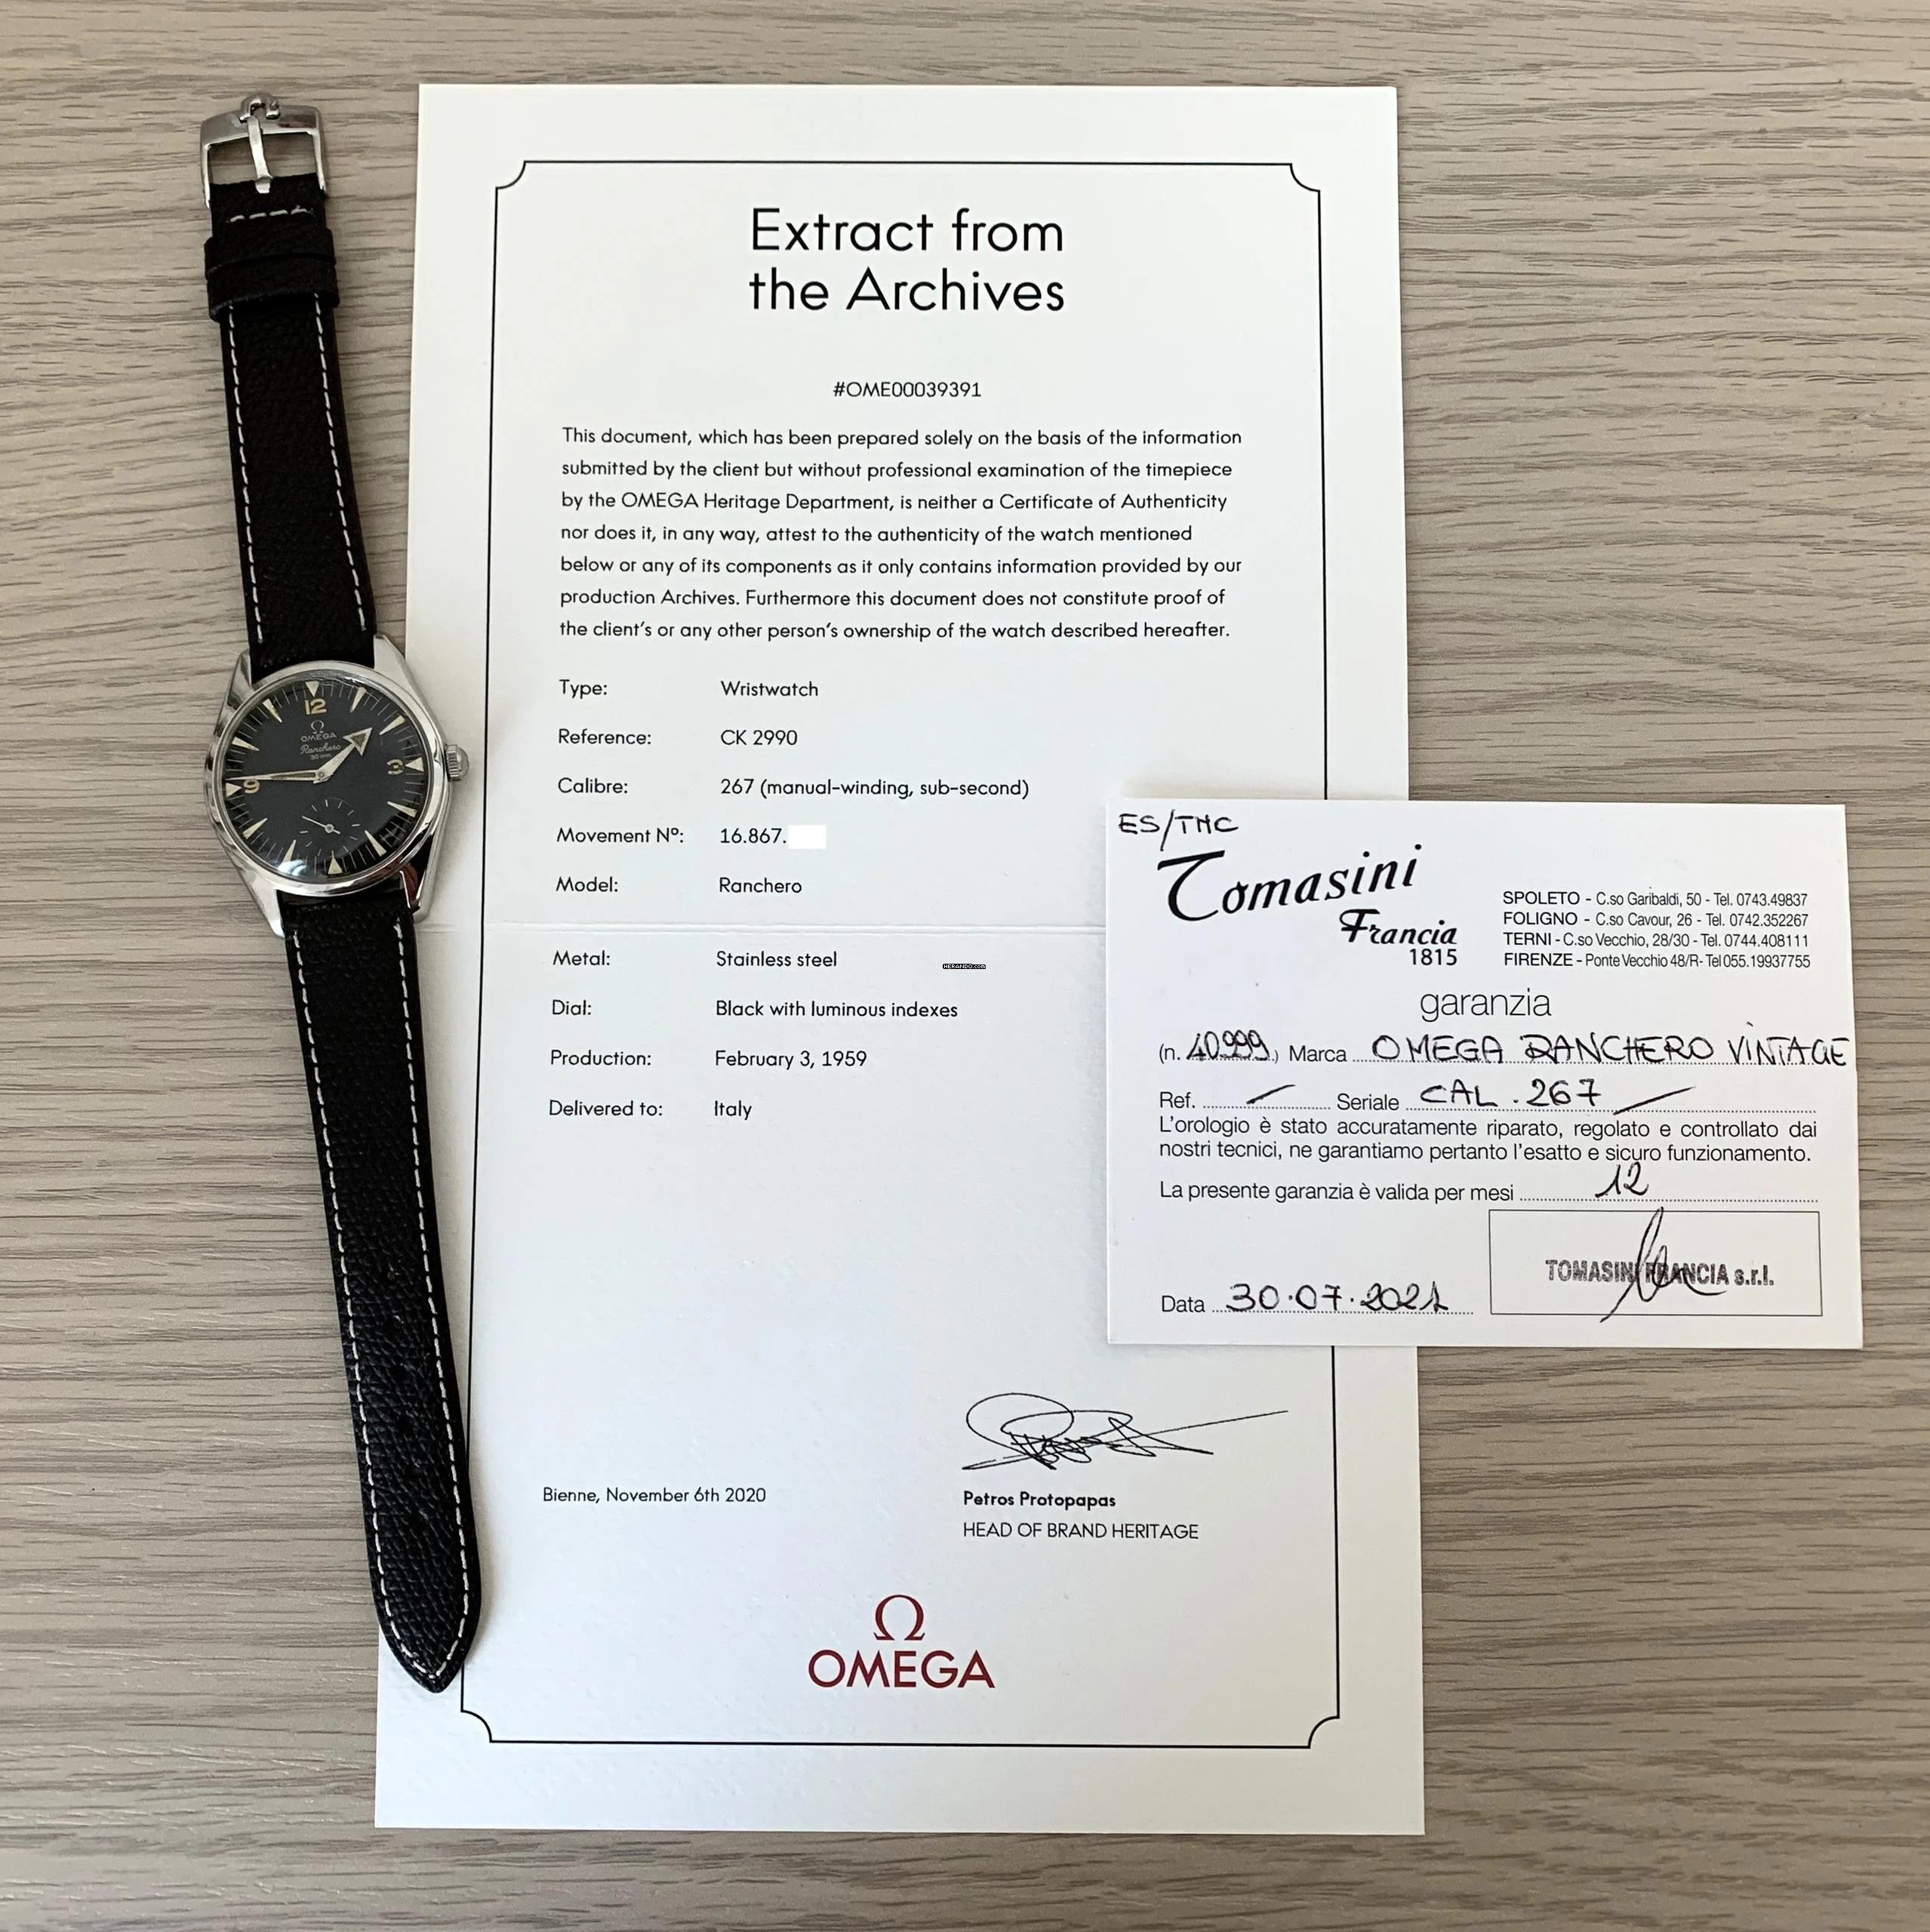 Extract from
the Archives
#OME00039391
This document, which has been prepared solely on the basis of the information
submitted by the client but without professional examination of the timepiece
by the OMEGA Heritage Department, is neither a Certificate of Authenticity
nor does it, in any way, attest to the authenticity of the watch mentioned
below or any of its components as it only contains information provided by our
production Archives. Furthermore this document does not constitute proof of
the client's or any other person's ownership of the watch described hereafter.
Type: Wristwatch
Reference: CK 2990
Calibre: 267 (manual-winding, sub-second)
Movement Nº: 16.867.
Model: Ranchero
Metal: Stainless steel
Dial: Black with luminous indexes
Production: February 3, 1959
Delivered to: Italy
Bienne, November 6th 2020
Petros Protopapas
HEAD OF BRAND HERITAGE
Ω
OMEGA
12
Ω
OMEGA
Ranchero
30 mm
3
9
HERANDO.com
ES/TMC
Tomasini
Francia
1815
SPOLETO - C.so Garibaldi, 50 - Tel. 0743.49837
FOLIGNO - C.so Cavour, 26 - Tel. 0742.352267
TERNI - C.so Vecchio, 28/30 - Tel. 0744.408111
FIRENZE - Ponte Vecchio 48/R- Tel 055.19937755
garanzia
(n. 40999) Marca OMEGA RANCHERO VINTAGE
Ref. / Seriale CAL. 267 /
L'orologio è stato accuratamente riparato, regolato e controllato dai
nostri tecnici, ne garantiamo pertanto l'esatto e sicuro funzionamento.
La presente garanzia è valida per mesi 12
TOMASINI FRANCIA s.r.l.
Data 30.07.2021